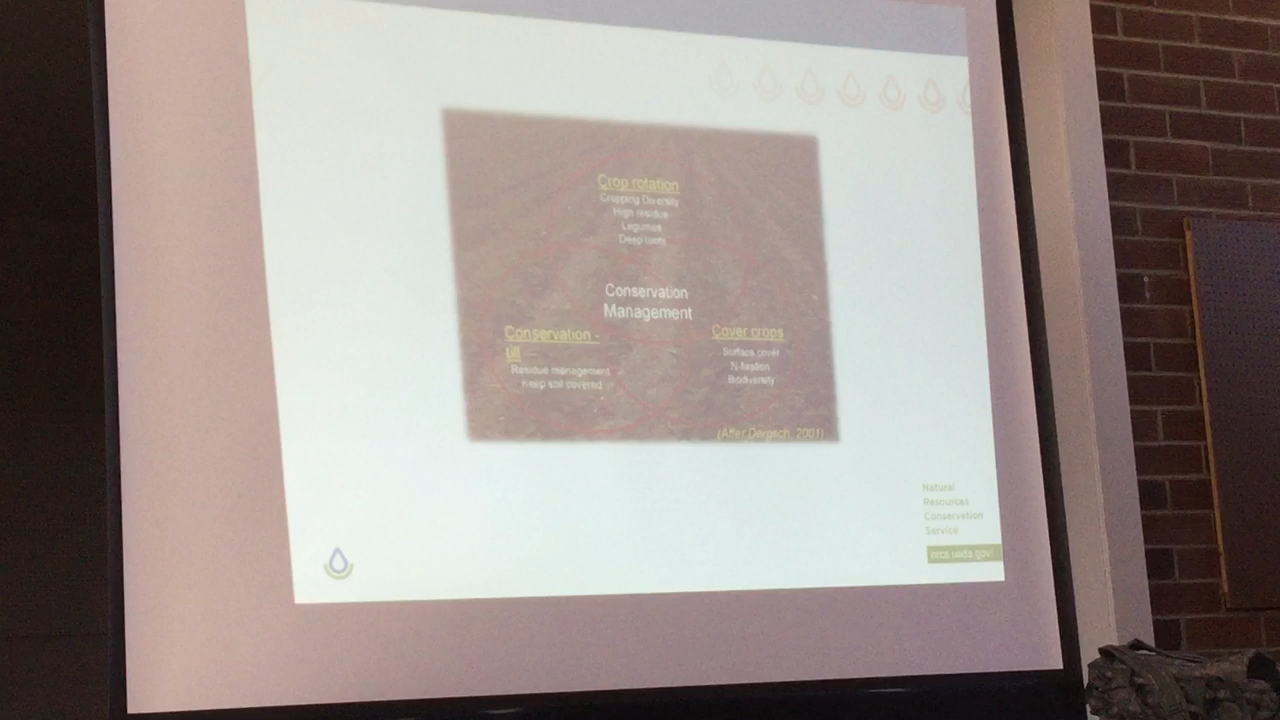 Crop rotation
Cropping Diversity
High residue
Legumes
Deep roots
Conservation
Management
Conservation -
till
Residue management
Keep soil covered
Cover crops
Surface cover
N-fixation
Biodiversity
(After Derpsch, 2001)
Natural
Resources
Conservation
Service
nrcs.usda.gov/